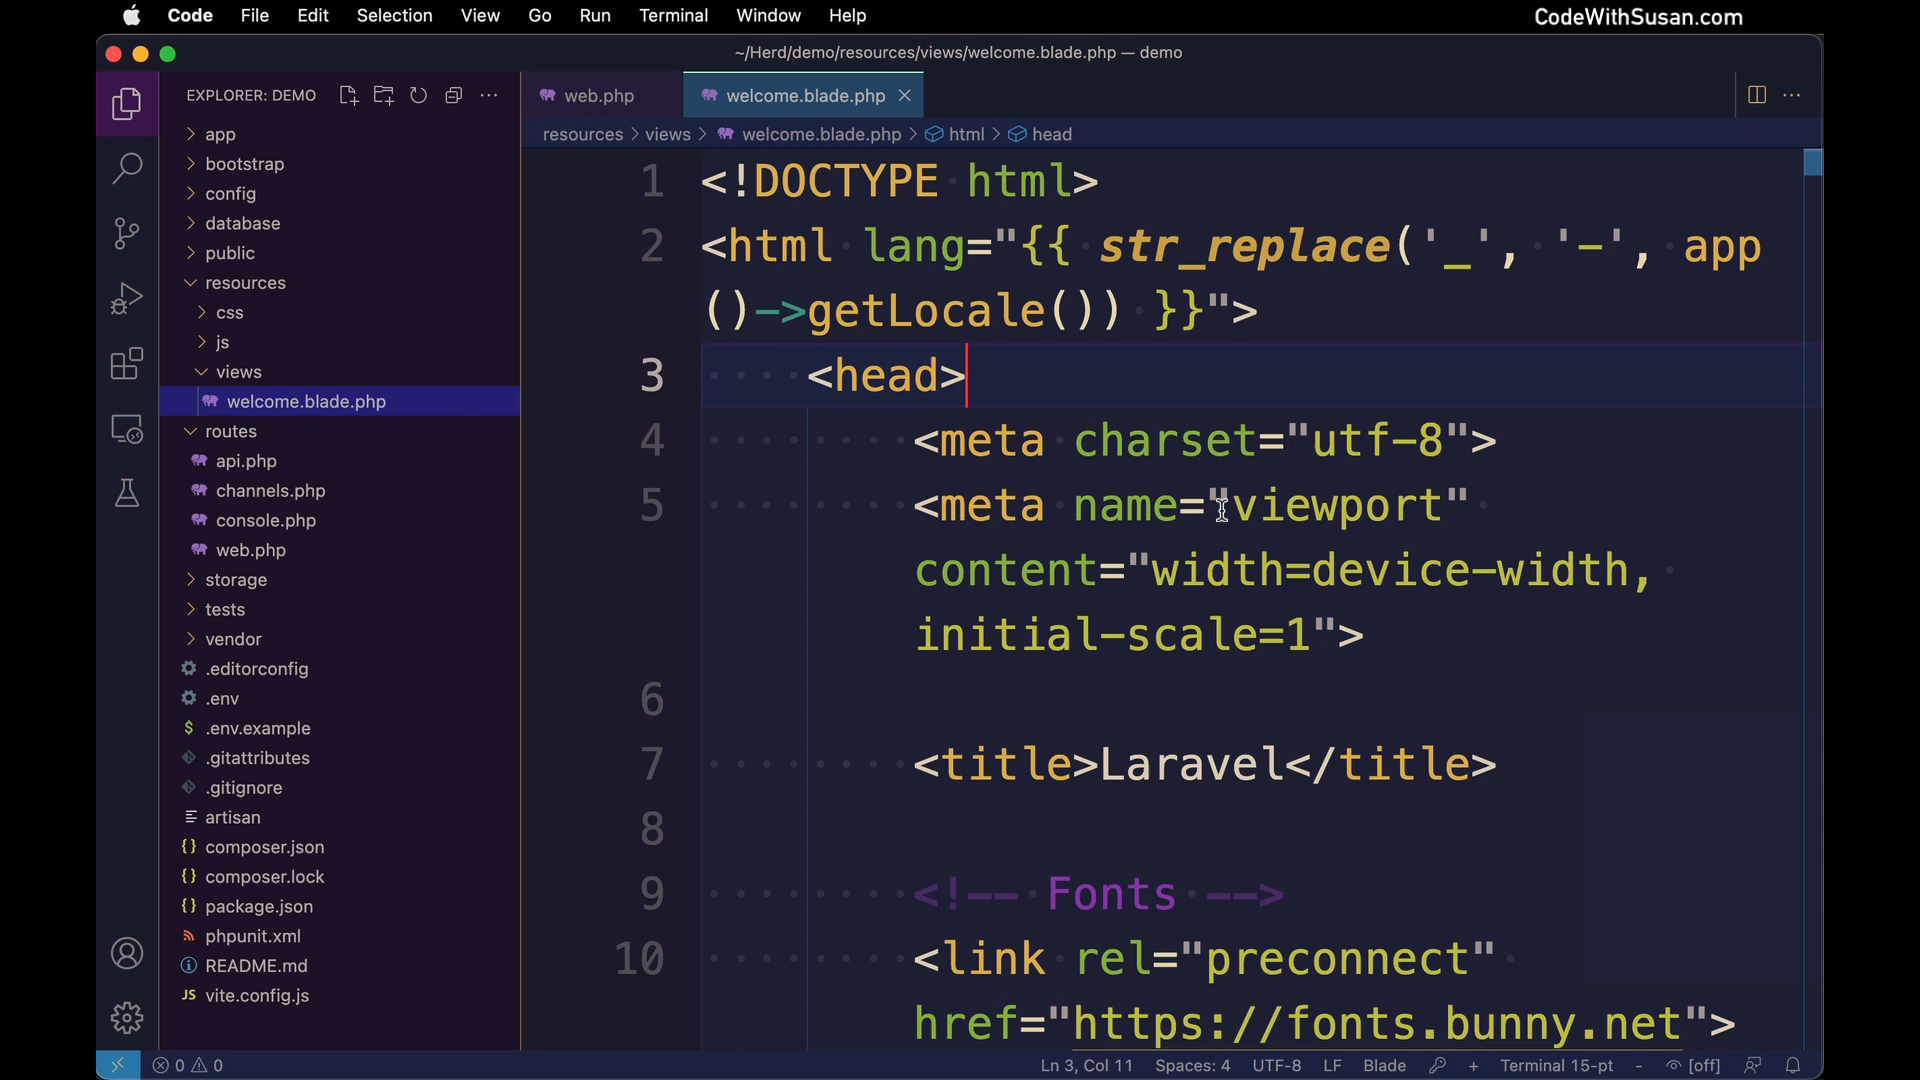 Code File Edit Selection View Go Run Terminal Window Help
CodeWithSusan.com
~/Herd/demo/resources/views/welcome.blade.php — demo
EXPLORER: DEMO
app
bootstrap
config
database
public
resources
css
js
views
welcome.blade.php
routes
api.php
channels.php
console.php
web.php
storage
tests
vendor
.editorconfig
.env
.env.example
.gitattributes
.gitignore
artisan
composer.json
composer.lock
package.json
phpunit.xml
README.md
vite.config.js
web.php welcome.blade.php
resources > views > welcome.blade.php > html > head
1 <!DOCTYPE html>
2 <html lang="{{ str_replace('_', '-', app
()->getLocale()) }}">
3 <head>
4 <meta charset="utf-8">
5 <meta name="viewport"
content="width=device-width,
initial-scale=1">
6
7 <title>Laravel</title>
8
9 <!-- Fonts -->
10 <link rel="preconnect"
href="https://fonts.bunny.net">
0 0 Ln 3, Col 11 Spaces: 4 UTF-8 LF Blade + Terminal 15-pt - [off]